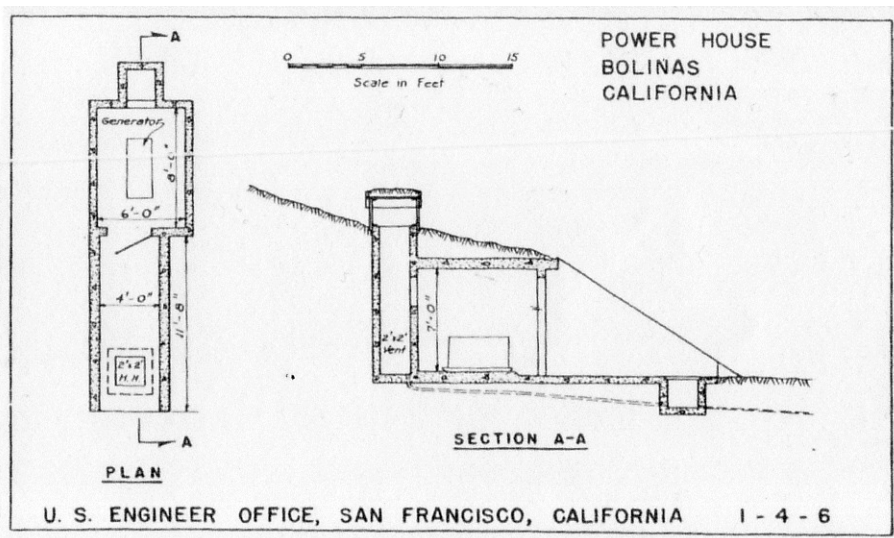 A
0 5 10 15
Scale in Feet
POWER HOUSE
BOLINAS
CALIFORNIA
Generator
8'-0"
6'-0"
4'-0"
11'-8"
2'x2'
H.H.
A
PLAN
7'-0"
2'x2'
Vent
SECTION A-A
U. S. ENGINEER OFFICE, SAN FRANCISCO, CALIFORNIA 1 - 4 - 6